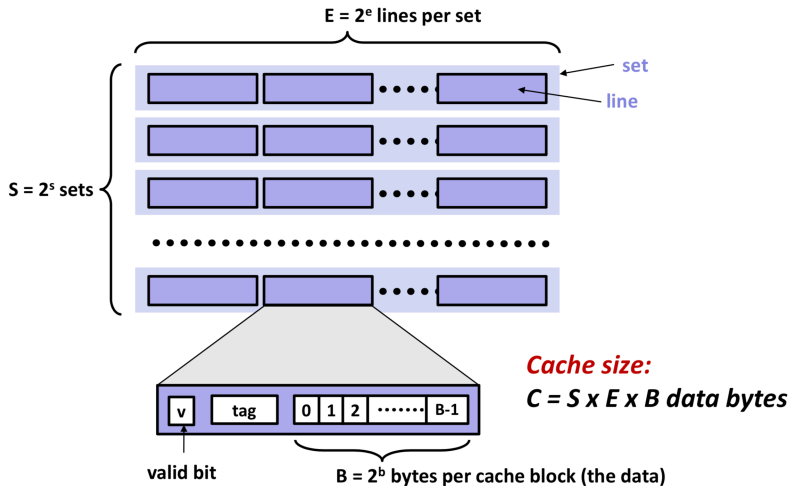 E = 2ᵉ lines per set
set
line
S = 2ˢ sets
Cache size:
C = S x E x B data bytes
v
tag
0 1 2 ······· B-1
valid bit
B = 2ᵇ bytes per cache block (the data)